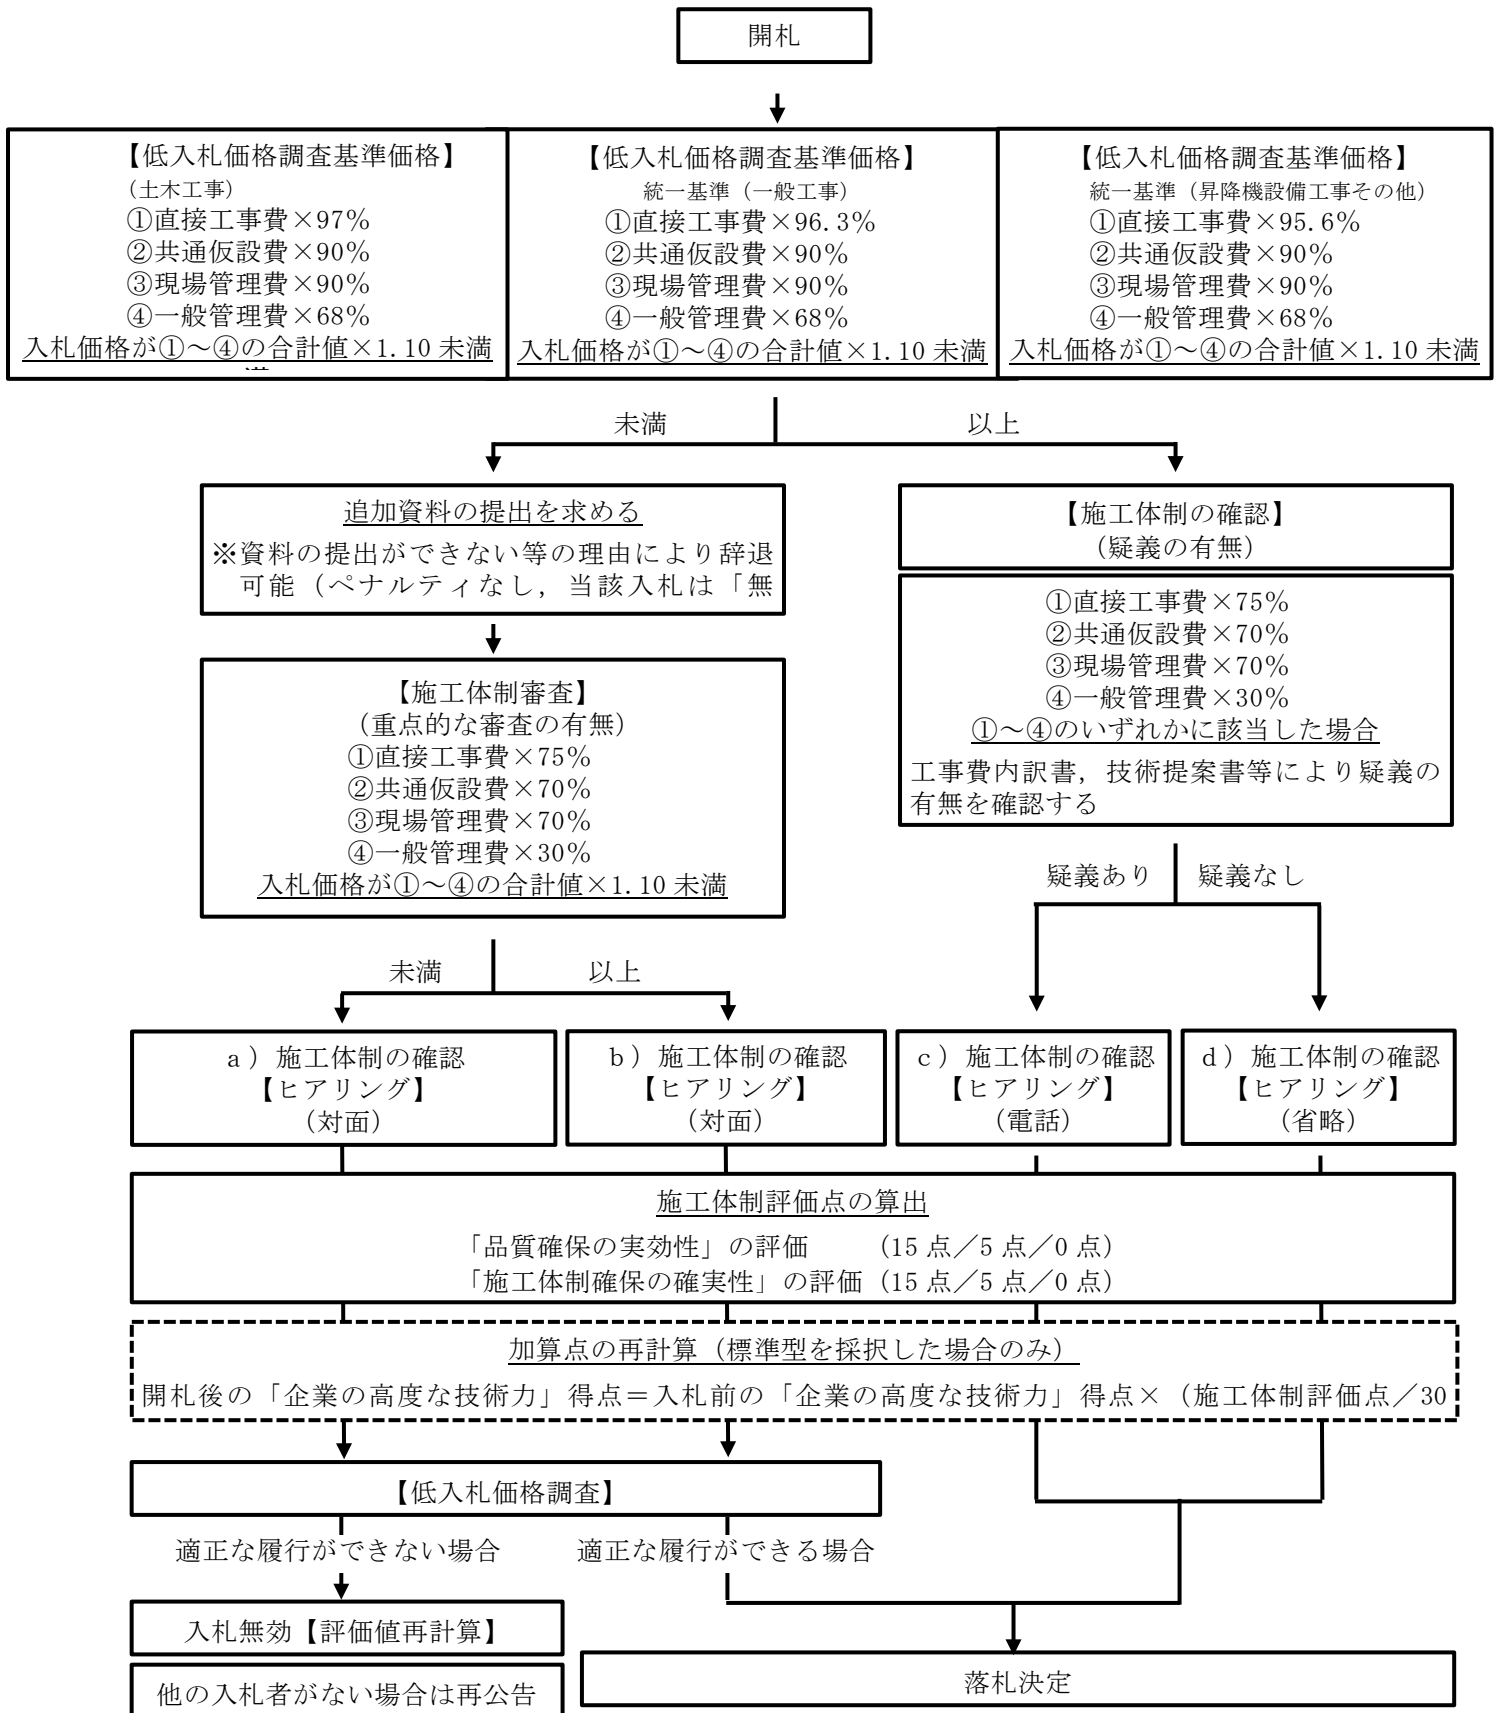 開札
【低入札価格調査基準価格】
（土木工事）
①直接工事費×97％
②共通仮設費×90％
③現場管理費×90％
④一般管理費×68％
入札価格が①～④の合計値×1.10 未満
【低入札価格調査基準価格】
統一基準（一般工事）
①直接工事費×96.3％
②共通仮設費×90％
③現場管理費×90％
④一般管理費×68％
入札価格が①～④の合計値×1.10 未満
【低入札価格調査基準価格】
統一基準（昇降機設備工事その他）
①直接工事費×95.6％
②共通仮設費×90％
③現場管理費×90％
④一般管理費×68％
入札価格が①～④の合計値×1.10 未満
未満
以上
追加資料の提出を求める
※資料の提出ができない等の理由により辞退
可能（ペナルティなし，当該入札は「無
【施工体制審査】
（重点的な審査の有無）
①直接工事費×75％
②共通仮設費×70％
③現場管理費×70％
④一般管理費×30％
入札価格が①～④の合計値×1.10 未満
【施工体制の確認】
（疑義の有無）
①直接工事費×75％
②共通仮設費×70％
③現場管理費×70％
④一般管理費×30％
①～④のいずれかに該当した場合
工事費内訳書，技術提案書等により疑義の
有無を確認する
未満
以上
疑義あり
疑義なし
a）施工体制の確認
【ヒアリング】
（対面）
b）施工体制の確認
【ヒアリング】
（対面）
c）施工体制の確認
【ヒアリング】
（電話）
d）施工体制の確認
【ヒアリング】
（省略）
施工体制評価点の算出
「品質確保の実効性」の評価　　（15 点／5 点／0 点）
「施工体制確保の確実性」の評価（15 点／5 点／0 点）
加算点の再計算（標準型を採択した場合のみ）
開札後の「企業の高度な技術力」得点＝入札前の「企業の高度な技術力」得点×（施工体制評価点／30
【低入札価格調査】
適正な履行ができない場合
適正な履行ができる場合
入札無効【評価値再計算】
他の入札者がない場合は再公告
落札決定